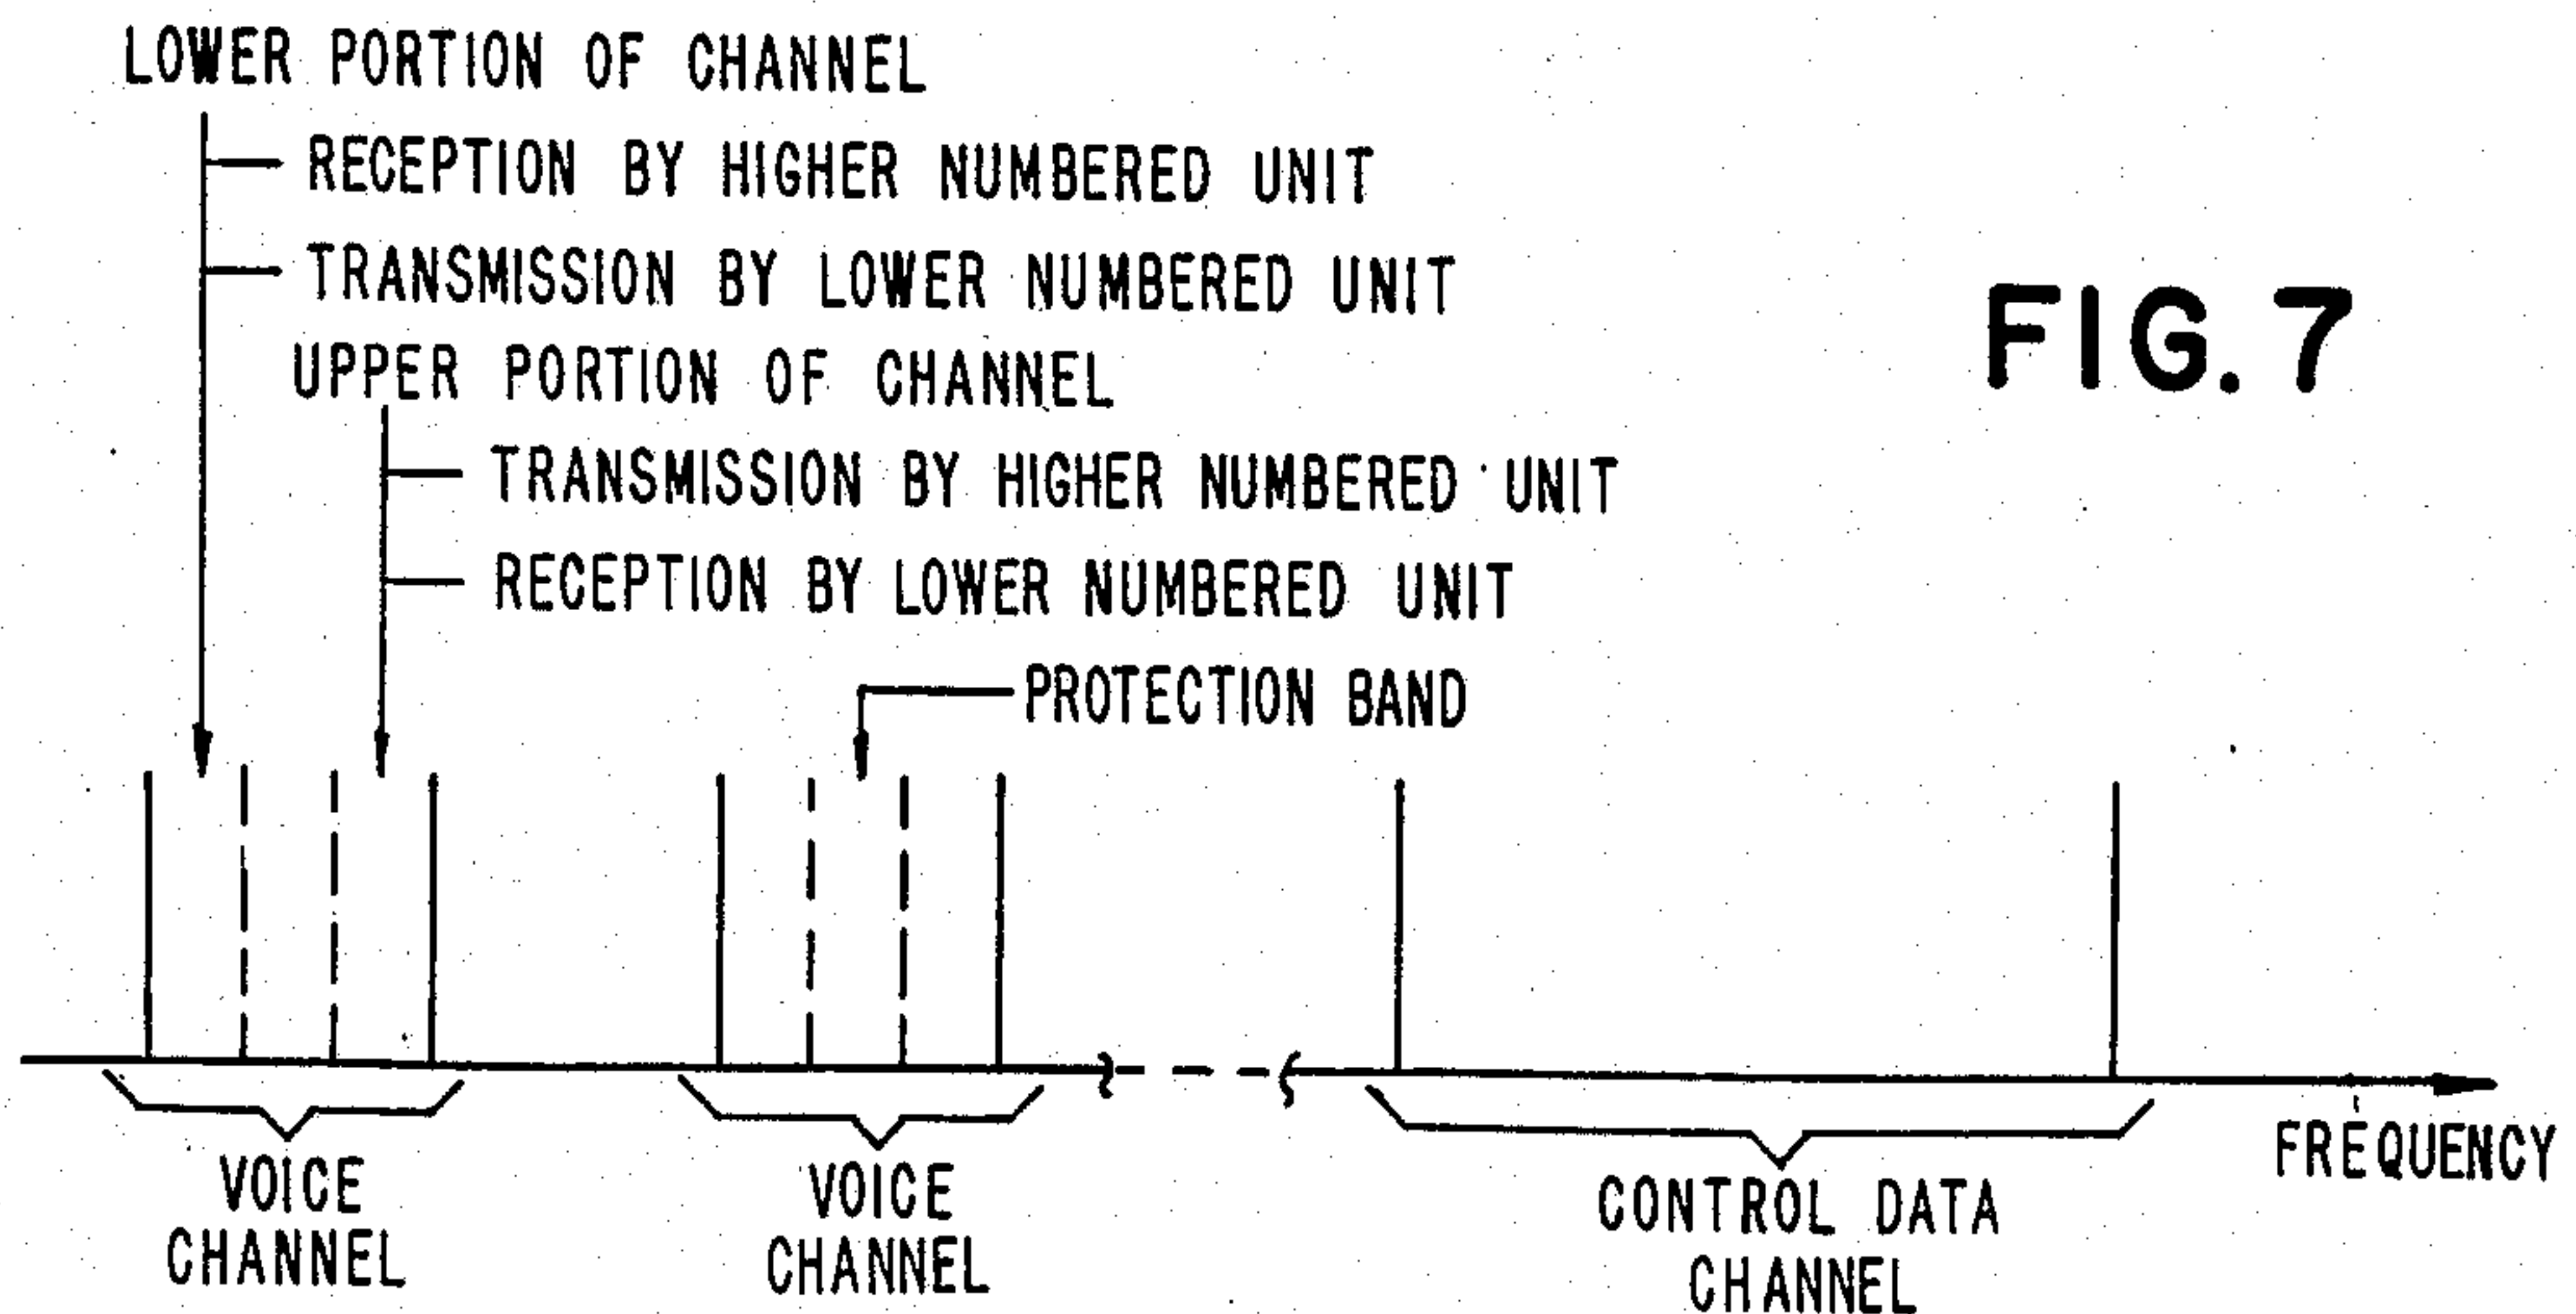 LOWER PORTION OF CHANNEL
RECEPTION BY HIGHER NUMBERED UNIT
TRANSMISSION BY LOWER NUMBERED UNIT
UPPER PORTION OF CHANNEL
FIG. 7
TRANSMISSION BY HIGHER NUMBERED UNIT
RECEPTION BY LOWER NUMBERED UNIT
PROTECTION BAND
FREQUENCY
VOICE
CHANNEL
VOICE
CHANNEL
CONTROL DATA
CHANNEL